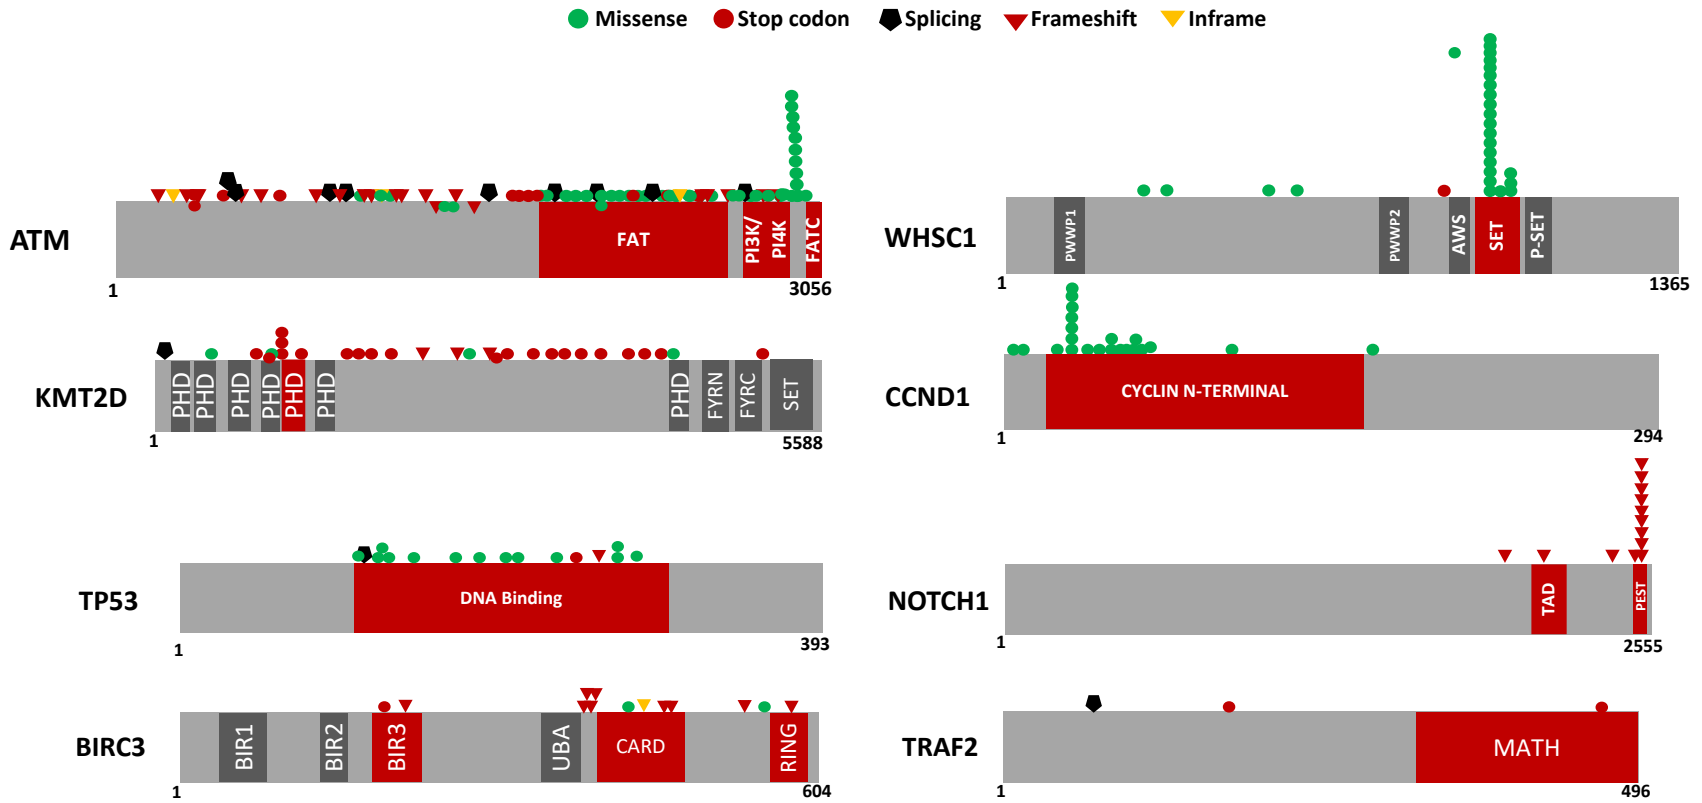 Missense Stop codon Splicing Frameshift Inframe
ATM
FAT
PI3K/
PI4K
FATC
1
3056
WHSC1
PWWP1
PWWP2
AWS
SET
P-SET
1
1365
KMT2D
PHD
PHD
PHD
PHD
PHD
PHD
PHD
FYRN
FYRC
SET
1
5588
CCND1
CYCLIN N-TERMINAL
1
294
TP53
DNA Binding
1
393
NOTCH1
TAD
PEST
1
2555
BIRC3
BIR1
BIR2
BIR3
UBA
CARD
RING
1
604
TRAF2
MATH
1
496